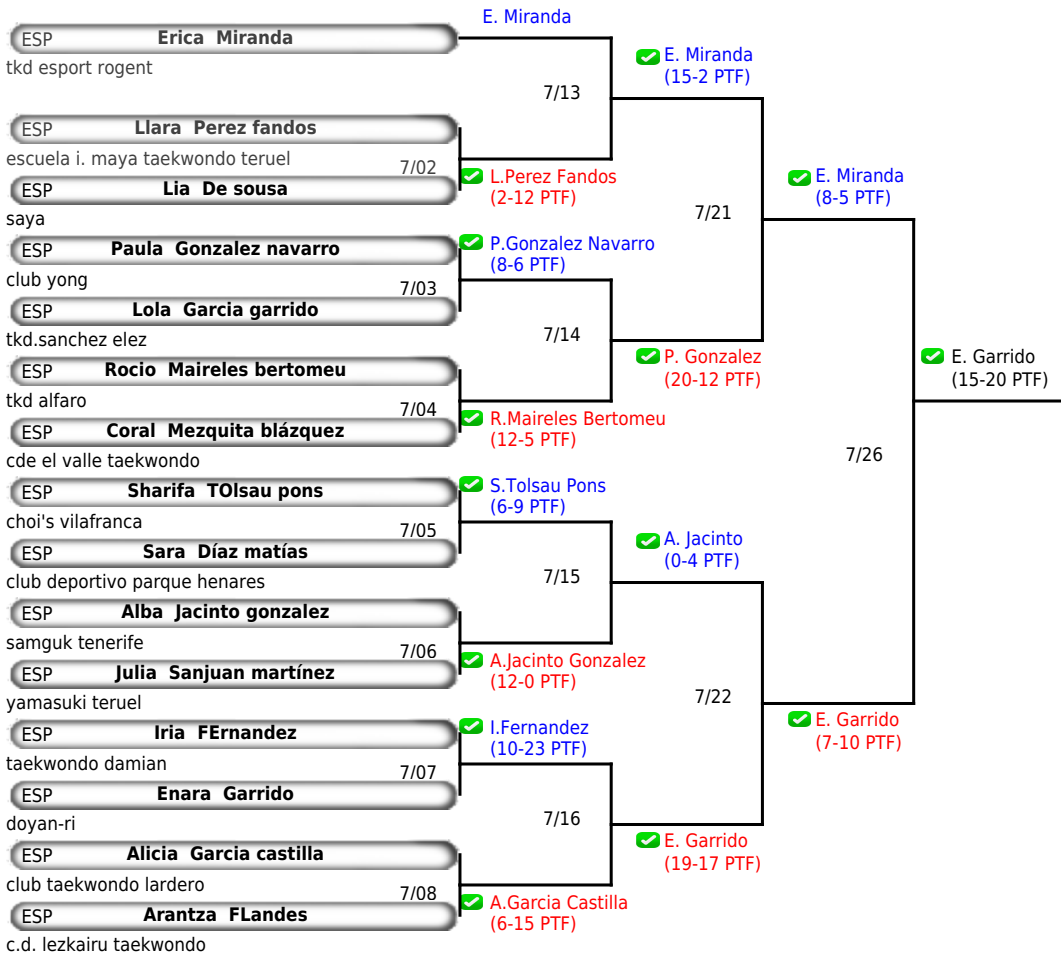 E. Miranda
ESP Erica Miranda
tkd esport rogent
E. Miranda
(15-2 PTF)
7/13
ESP Llara Perez fandos
escuela i. maya taekwondo teruel
7/02
ESP Lia De sousa
saya
L.Perez Fandos
(2-12 PTF)
E. Miranda
(8-5 PTF)
7/21
ESP Paula Gonzalez navarro
club yong
P.Gonzalez Navarro
(8-6 PTF)
7/03
ESP Lola Garcia garrido
tkd.sanchez elez
7/14
ESP Rocio Maireles bertomeu
tkd alfaro
P. Gonzalez
(20-12 PTF)
E. Garrido
(15-20 PTF)
7/04
ESP Coral Mezquita blázquez
cde el valle taekwondo
R.Maireles Bertomeu
(12-5 PTF)
7/26
ESP Sharifa TOlsau pons
choi's vilafranca
S.Tolsau Pons
(6-9 PTF)
7/05
ESP Sara Díaz matías
club deportivo parque henares
A. Jacinto
(0-4 PTF)
7/15
ESP Alba Jacinto gonzalez
samguk tenerife
7/06
ESP Julia Sanjuan martínez
yamasuki teruel
A.Jacinto Gonzalez
(12-0 PTF)
7/22
ESP Iria FErnandez
taekwondo damian
I.Fernandez
(10-23 PTF)
E. Garrido
(7-10 PTF)
7/07
ESP Enara Garrido
doyan-ri
7/16
ESP Alicia Garcia castilla
club taekwondo lardero
E. Garrido
(19-17 PTF)
7/08
ESP Arantza FLandes
c.d. lezkairu taekwondo
A.Garcia Castilla
(6-15 PTF)